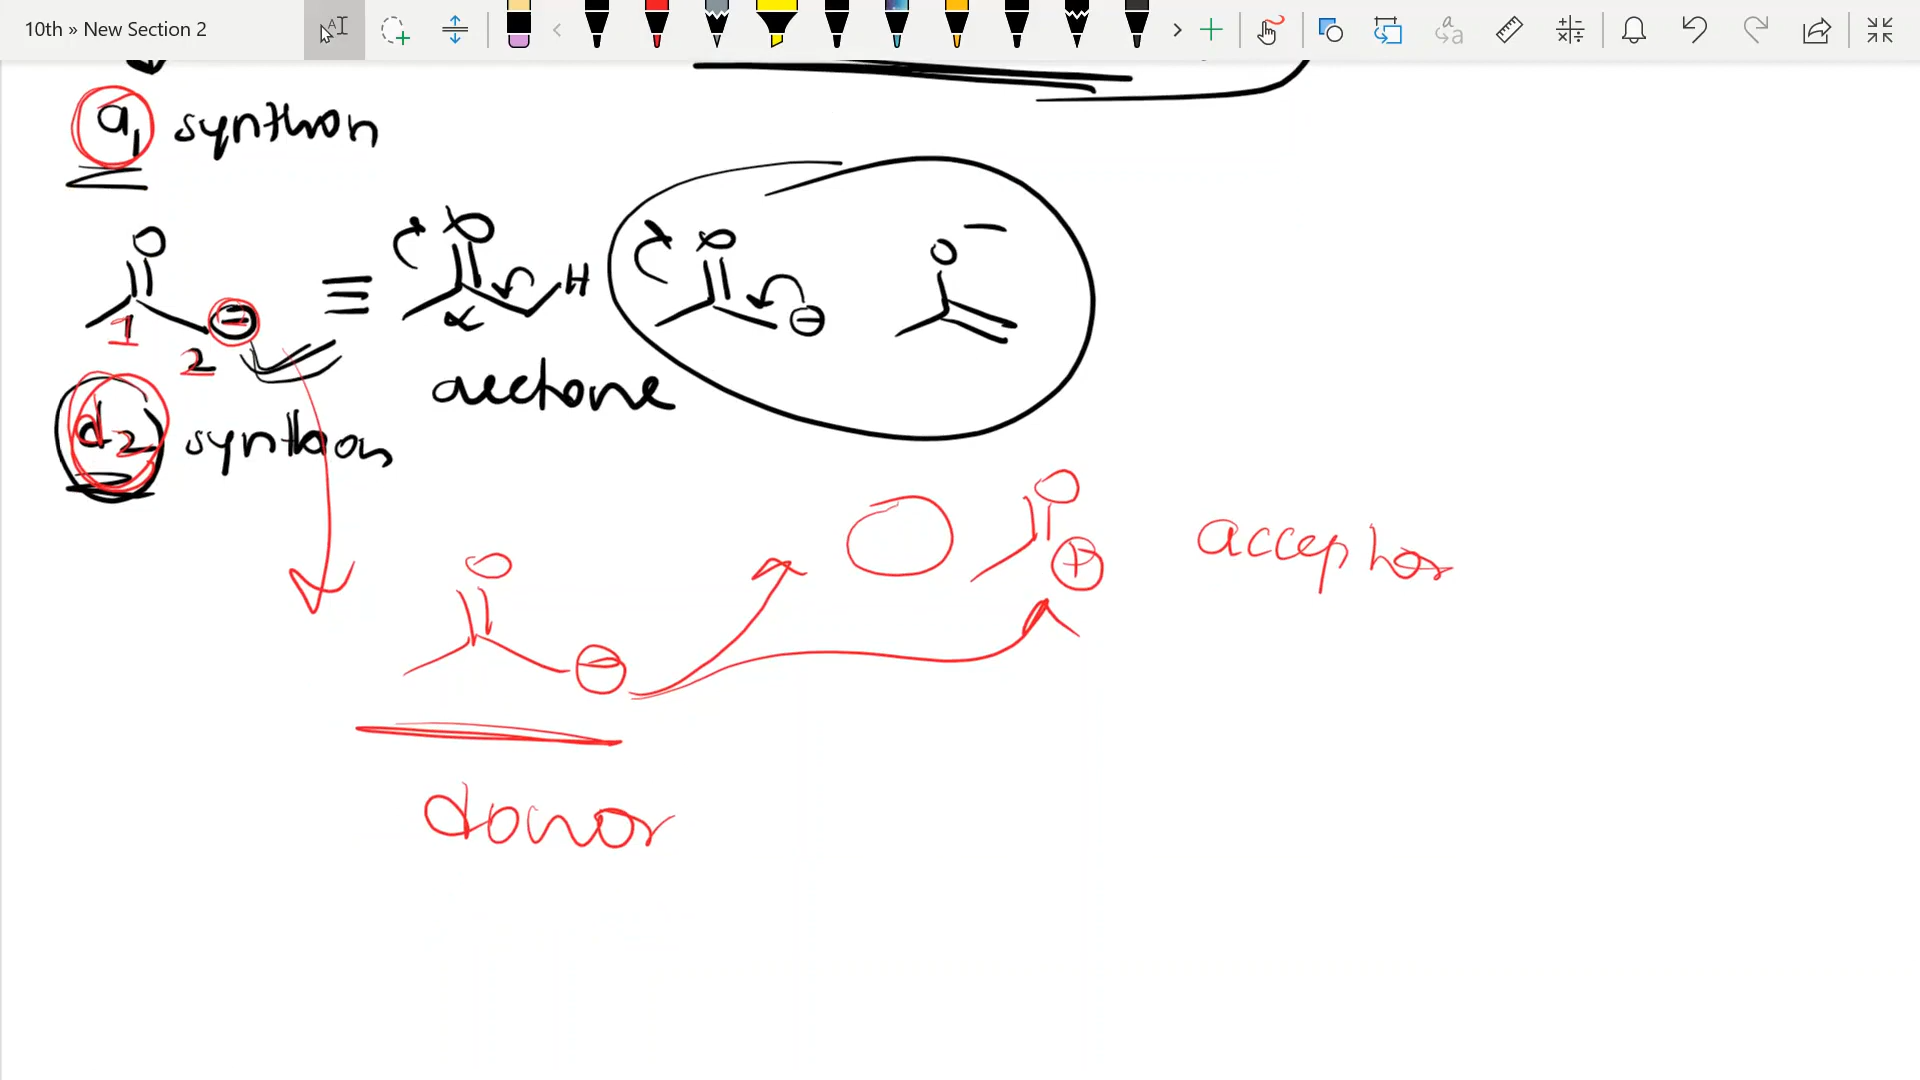 10th » New Section 2
a1 synthon
O O H O O −
1 2 ⊖ ≡ α ⊖
acetone
d2 synthon
O ⊕ acceptor
O ⊖
donor